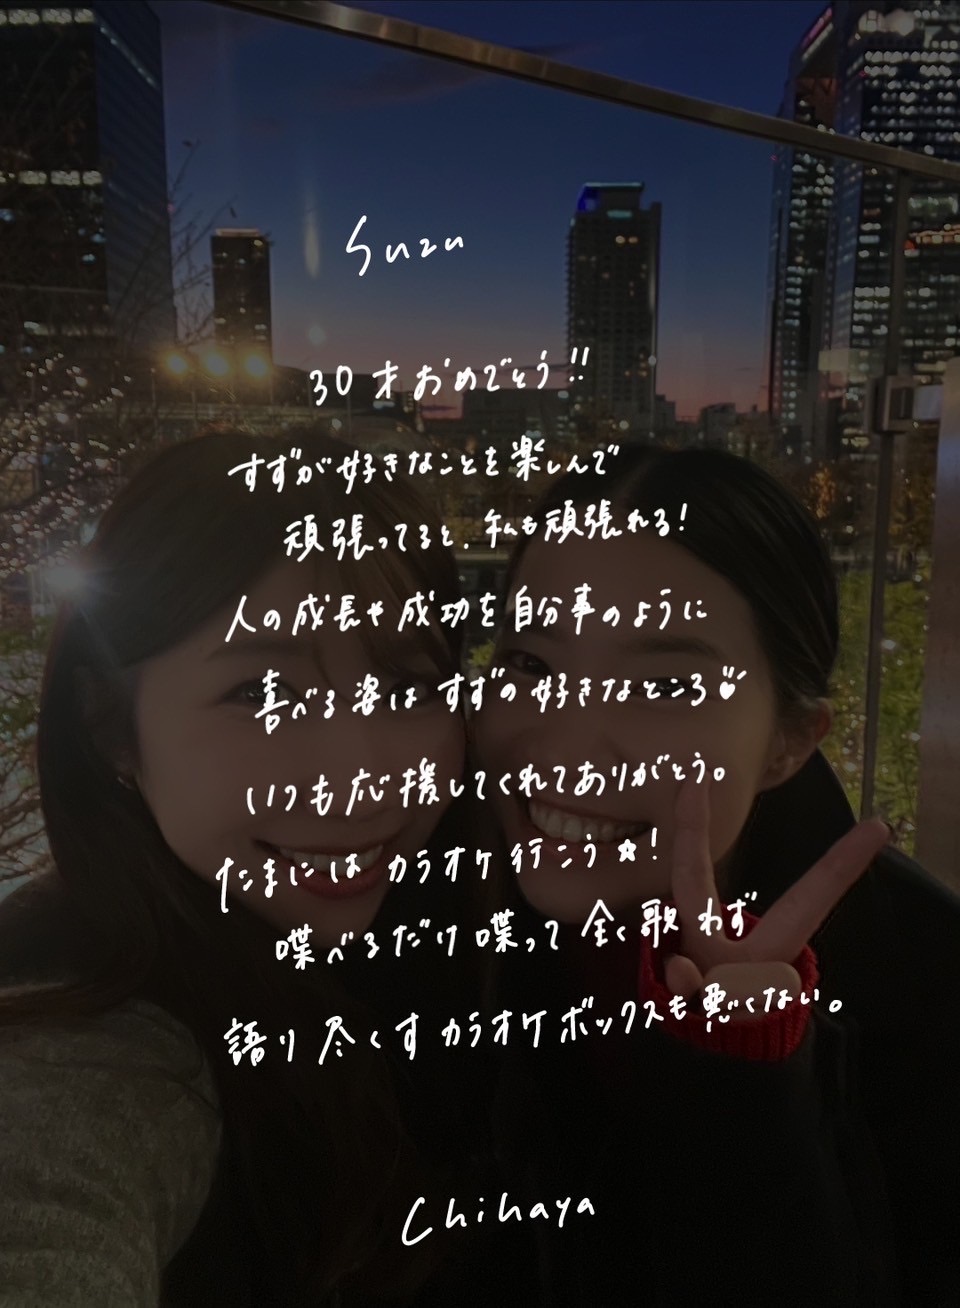 Suzu
30才おめでとう!!
すずが好きなことを楽しんで
頑張ってると、私も頑張れる!
人の成長や成功を自分事のように
喜べる姿はすずの好きなところ
いつも応援してくれてありがとう。
たまにはカラオケ行こう☆!
喋べるだけ喋って全く歌わず
語り尽くすカラオケボックスも悪くない。
Chihaya